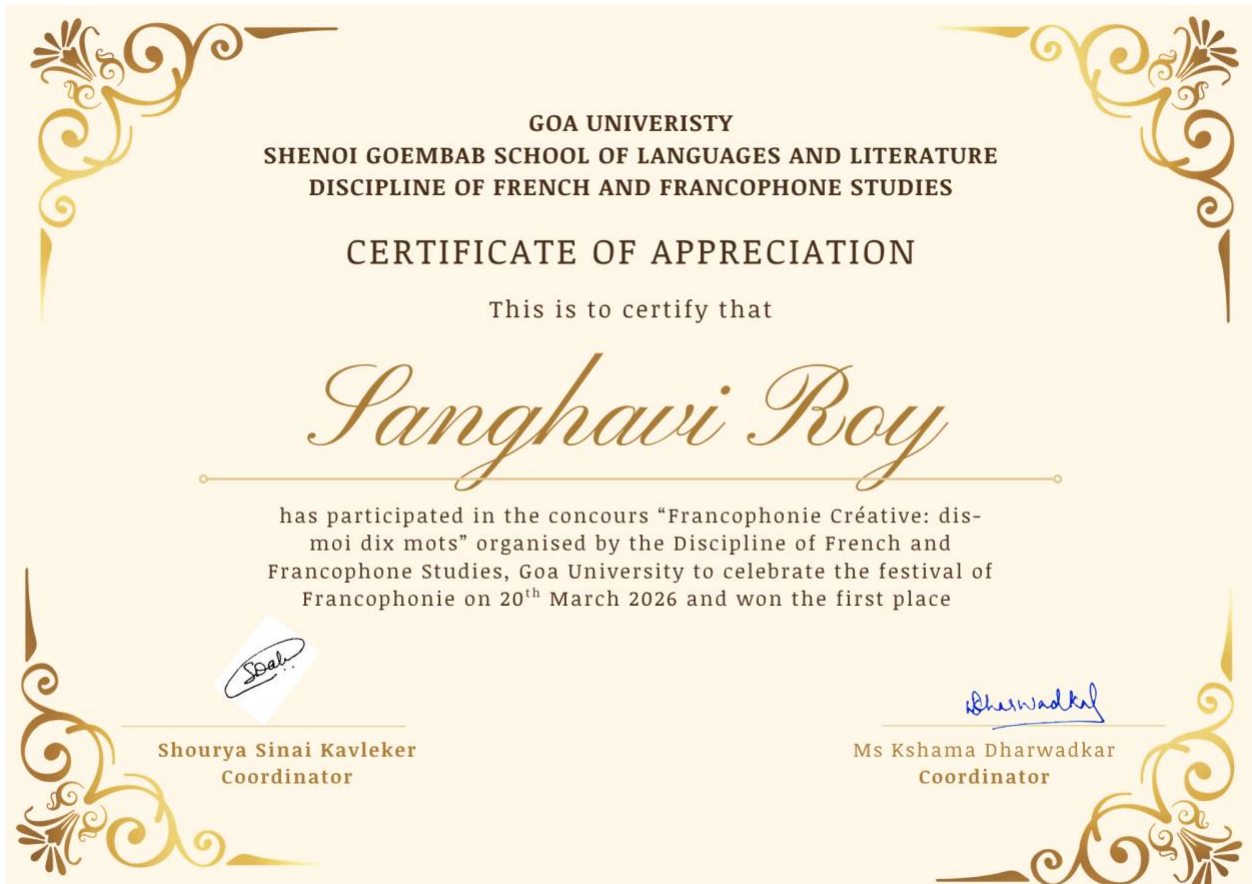 GOA UNIVERISTY
SHENOI GOEMBAB SCHOOL OF LANGUAGES AND LITERATURE
DISCIPLINE OF FRENCH AND FRANCOPHONE STUDIES
CERTIFICATE OF APPRECIATION
This is to certify that
Sanghavi Roy
has participated in the concours “Francophonie Créative: dis-
moi dix mots” organised by the Discipline of French and
Francophone Studies, Goa University to celebrate the festival of
Francophonie on 20th March 2026 and won the first place
Shourya Sinai Kavleker
Coordinator
Ms Kshama Dharwadkar
Coordinator